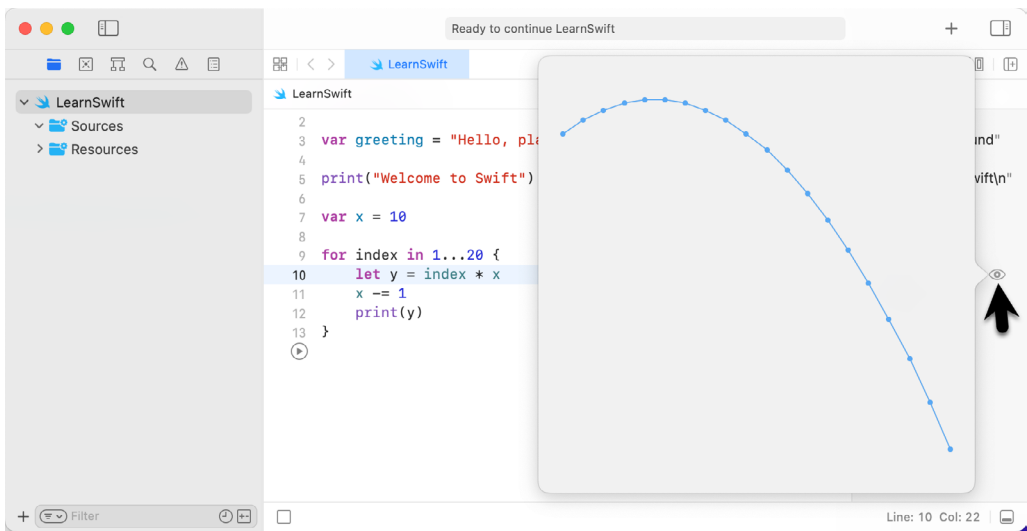 Ready to continue LearnSwift
LearnSwift
LearnSwift
LearnSwift
Sources
Resources
2
3 var greeting = "Hello, pla
und"
4
5 print("Welcome to Swift")
wift\n"
6
7 var x = 10
8
9 for index in 1...20 {
10 let y = index * x
11 x -= 1
12 print(y)
13 }
Filter
Line: 10 Col: 22